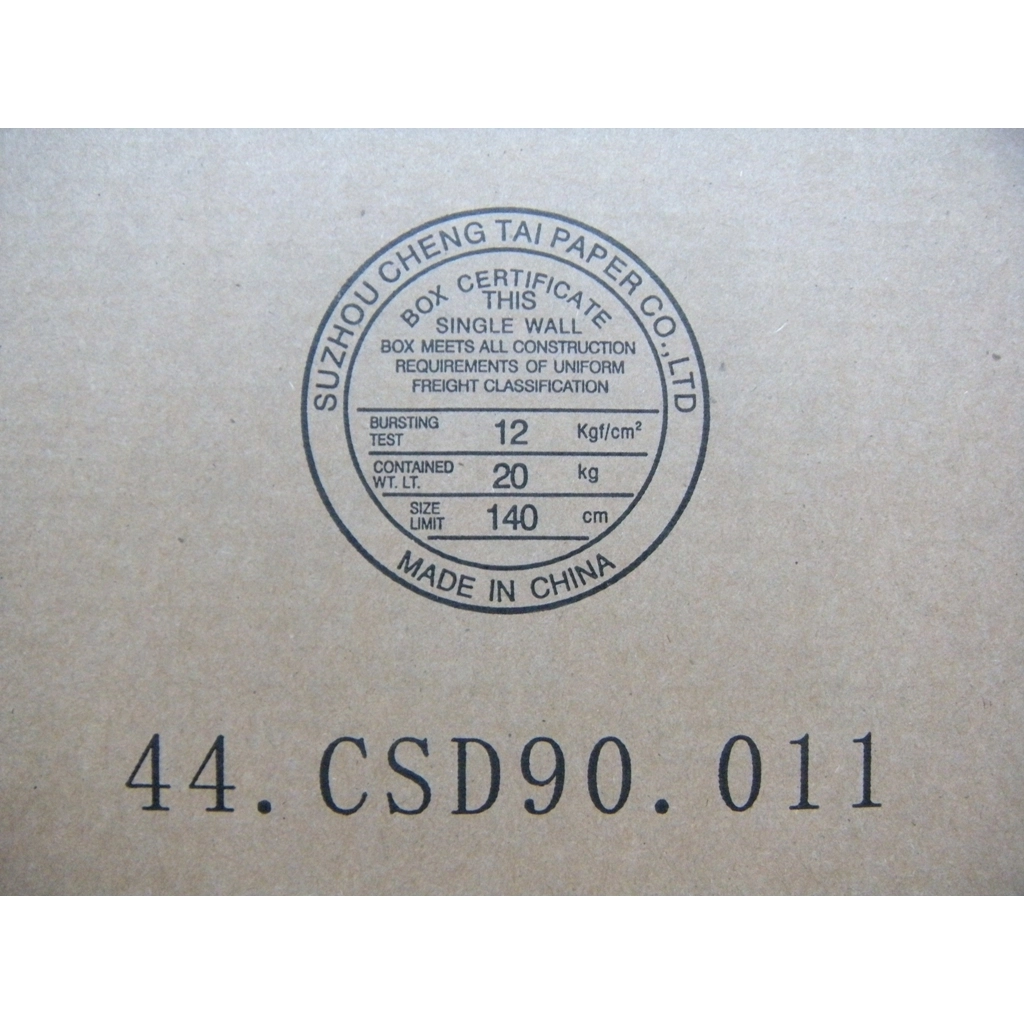 SUZHOU CHENG TAI PAPER CO.,LTD
BOX CERTIFICATE
THIS
SINGLE WALL
BOX MEETS ALL CONSTRUCTION
REQUIREMENTS OF UNIFORM
FREIGHT CLASSIFICATION
BURSTING TEST 12 Kgf/cm²
CONTAINED WT. LT. 20 kg
SIZE LIMIT 140 cm
MADE IN CHINA
44.CSD90.011